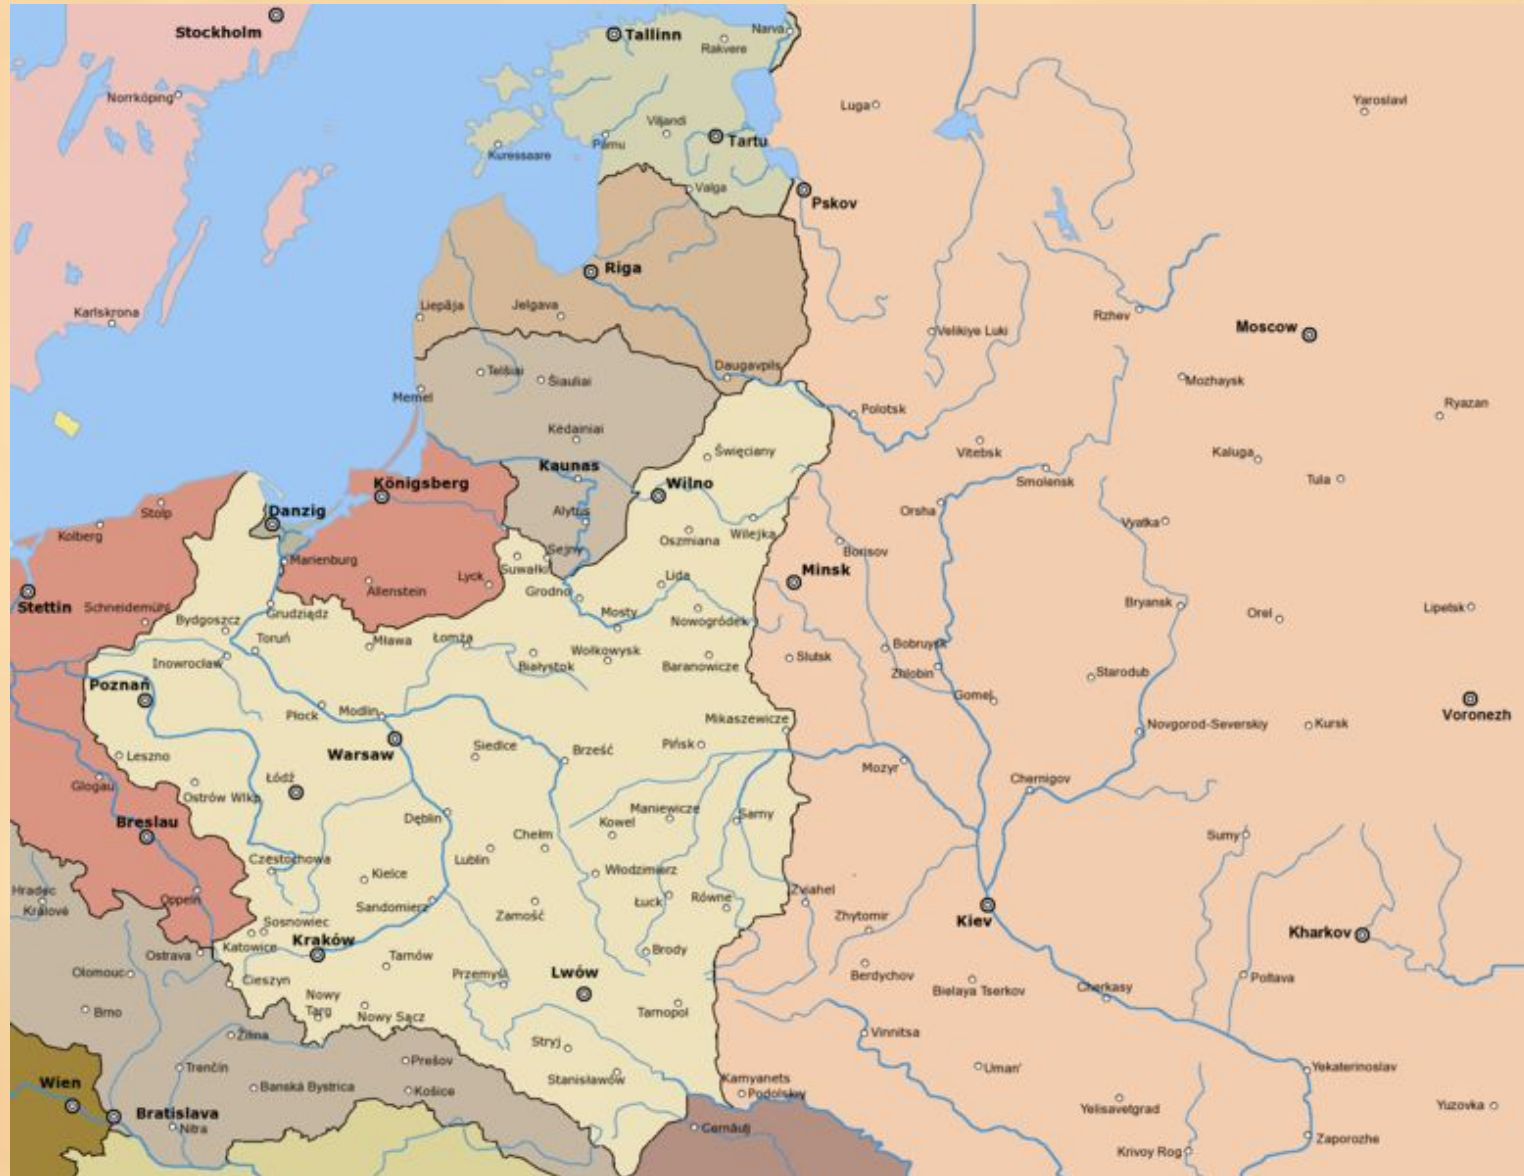 Stockholm
Tallinn
Narva
Rakvere
Norrköping
Luga
Yaroslavl
Viljandi
Pärnu
Tartu
Kuressaare
Valga
Pskov
Riga
Liepāja
Jelgava
Karlskrona
Rzhev
Velikiye Luki
Moscow
Daugavpils
Telšiai
Šiauliai
Mozhaysk
Memel
Polotsk
Ryazan
Kėdainiai
Święciany
Vitebsk
Kaluga
Kaunas
Wilno
Königsberg
Smolensk
Tula
Stolp
Danzig
Alytus
Orsha
Kolberg
Oszmiana
Wilejka
Vyatka
Sejny
Borisov
Marienburg
Suwałki
Minsk
Allenstein
Lyck
Lida
Grodno
Stettin
Schneidemühl
Grudziądz
Mosty
Nowogródek
Bryansk
Orel
Lipetsk
Bydgoszcz
Toruń
Mława
Łomża
Bobruysk
Inowrocław
Białystok
Wołkowysk
Baranowicze
Slutsk
Zhlobin
Starodub
Poznań
Gomel
Płock
Modlin
Mikaszewicze
Voronezh
Novgorod-Severskiy
Kursk
Warsaw
Siedlce
Brześć
Pińsk
Leszno
Mozyr
Łódź
Chernigov
Glogau
Ostrów Wlkp.
Maniewicze
Dęblin
Kowel
Sarny
Breslau
Chełm
Sumy
Lublin
Częstochowa
Kielce
Włodzimierz
Hradec
Králové
Oppeln
Sandomierz
Zamość
Łuck
Równe
Zviahel
Zhytomir
Kiev
Sosnowiec
Katowice
Kraków
Kharkov
Ostrava
Tarnów
Brody
Olomouc
Cieszyn
Przemyśl
Lwów
Berdychov
Bielaya Tserkov
Poltava
Cherkasy
Brno
Nowy
Targ
Nowy Sącz
Tarnopol
Vinnitsa
Žilina
Stryj
Trenčín
Prešov
Uman'
Yekaterinoslav
Wien
Banská Bystrica
Košice
Stanisławów
Kamyanets
Podolskiy
Bratislava
Yelisavetgrad
Yuzovka
Nitra
Cernăuţi
Zaporozhe
Krivoy Rog